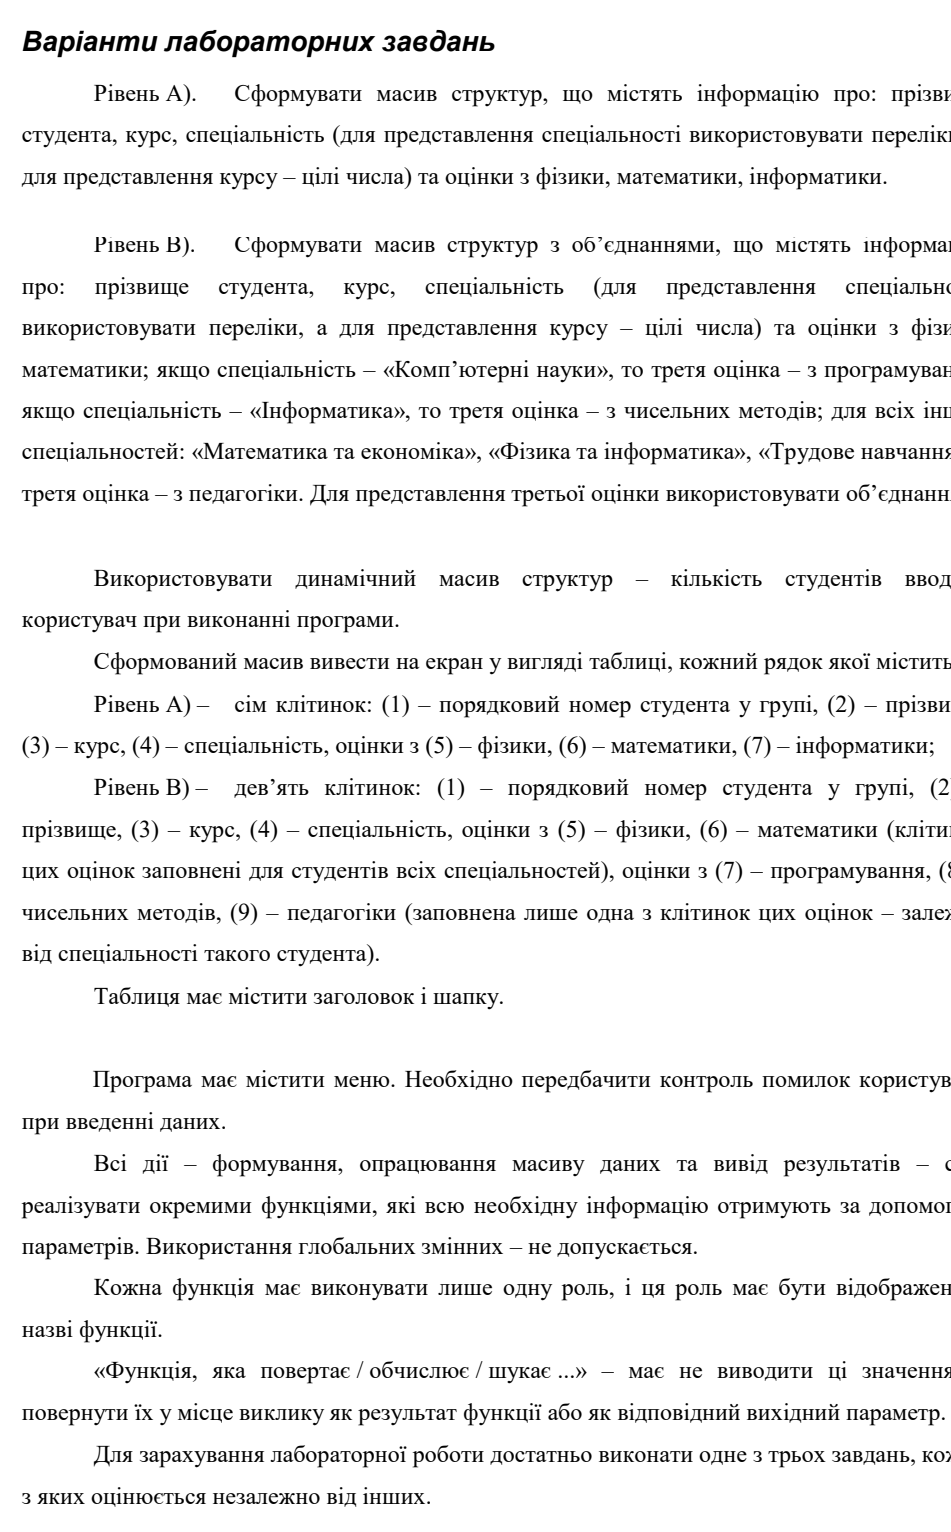 Варіанти лабораторних завдань
Рівень А). Сформувати масив структур, що містять інформацію про: прізви
студента, курс, спеціальність (для представлення спеціальності використовувати перелік
для представлення курсу – цілі числа) та оцінки з фізики, математики, інформатики.
Рівень В). Сформувати масив структур з об’єднаннями, що містять інформа
про: прізвище студента, курс, спеціальність (для представлення спеціально
використовувати переліки, а для представлення курсу – цілі числа) та оцінки з фізи
математики; якщо спеціальність – «Комп’ютерні науки», то третя оцінка – з програмуван
якщо спеціальність – «Інформатика», то третя оцінка – з чисельних методів; для всіх інш
спеціальностей: «Математика та економіка», «Фізика та інформатика», «Трудове навчання
третя оцінка – з педагогіки. Для представлення третьої оцінки використовувати об’єднанн
Використовувати динамічний масив структур – кількість студентів ввод
користувач при виконанні програми.
Сформований масив вивести на екран у вигляді таблиці, кожний рядок якої містить
Рівень А) – сім клітинок: (1) – порядковий номер студента у групі, (2) – прізви
(3) – курс, (4) – спеціальність, оцінки з (5) – фізики, (6) – математики, (7) – інформатики;
Рівень В) – дев’ять клітинок: (1) – порядковий номер студента у групі, (2)
прізвище, (3) – курс, (4) – спеціальність, оцінки з (5) – фізики, (6) – математики (кліти
цих оцінок заповнені для студентів всіх спеціальностей), оцінки з (7) – програмування, (8
чисельних методів, (9) – педагогіки (заповнена лише одна з клітинок цих оцінок – залеж
від спеціальності такого студента).
Таблиця має містити заголовок і шапку.
Програма має містити меню. Необхідно передбачити контроль помилок користув
при введенні даних.
Всі дії – формування, опрацювання масиву даних та вивід результатів – с
реалізувати окремими функціями, які всю необхідну інформацію отримують за допомог
параметрів. Використання глобальних змінних – не допускається.
Кожна функція має виконувати лише одну роль, і ця роль має бути відображен
назві функції.
«Функція, яка повертає / обчислює / шукає ...» – має не виводити ці значення
повернути їх у місце виклику як результат функції або як відповідний вихідний параметр.
Для зарахування лабораторної роботи достатньо виконати одне з трьох завдань, кож
з яких оцінюється незалежно від інших.